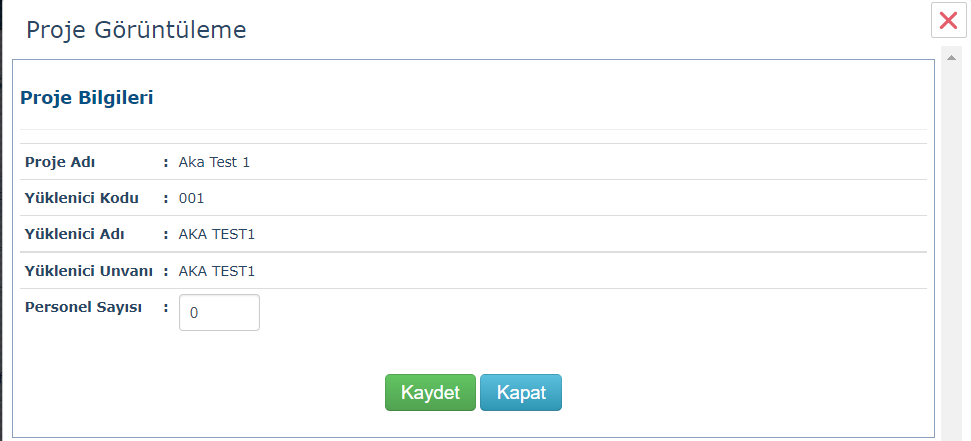 Proje Görüntüleme
Proje Bilgileri
Proje Adı : Aka Test 1
Yüklenici Kodu : 001
Yüklenici Adı : AKA TEST1
Yüklenici Unvanı : AKA TEST1
Personel Sayısı : 0
Kaydet Kapat